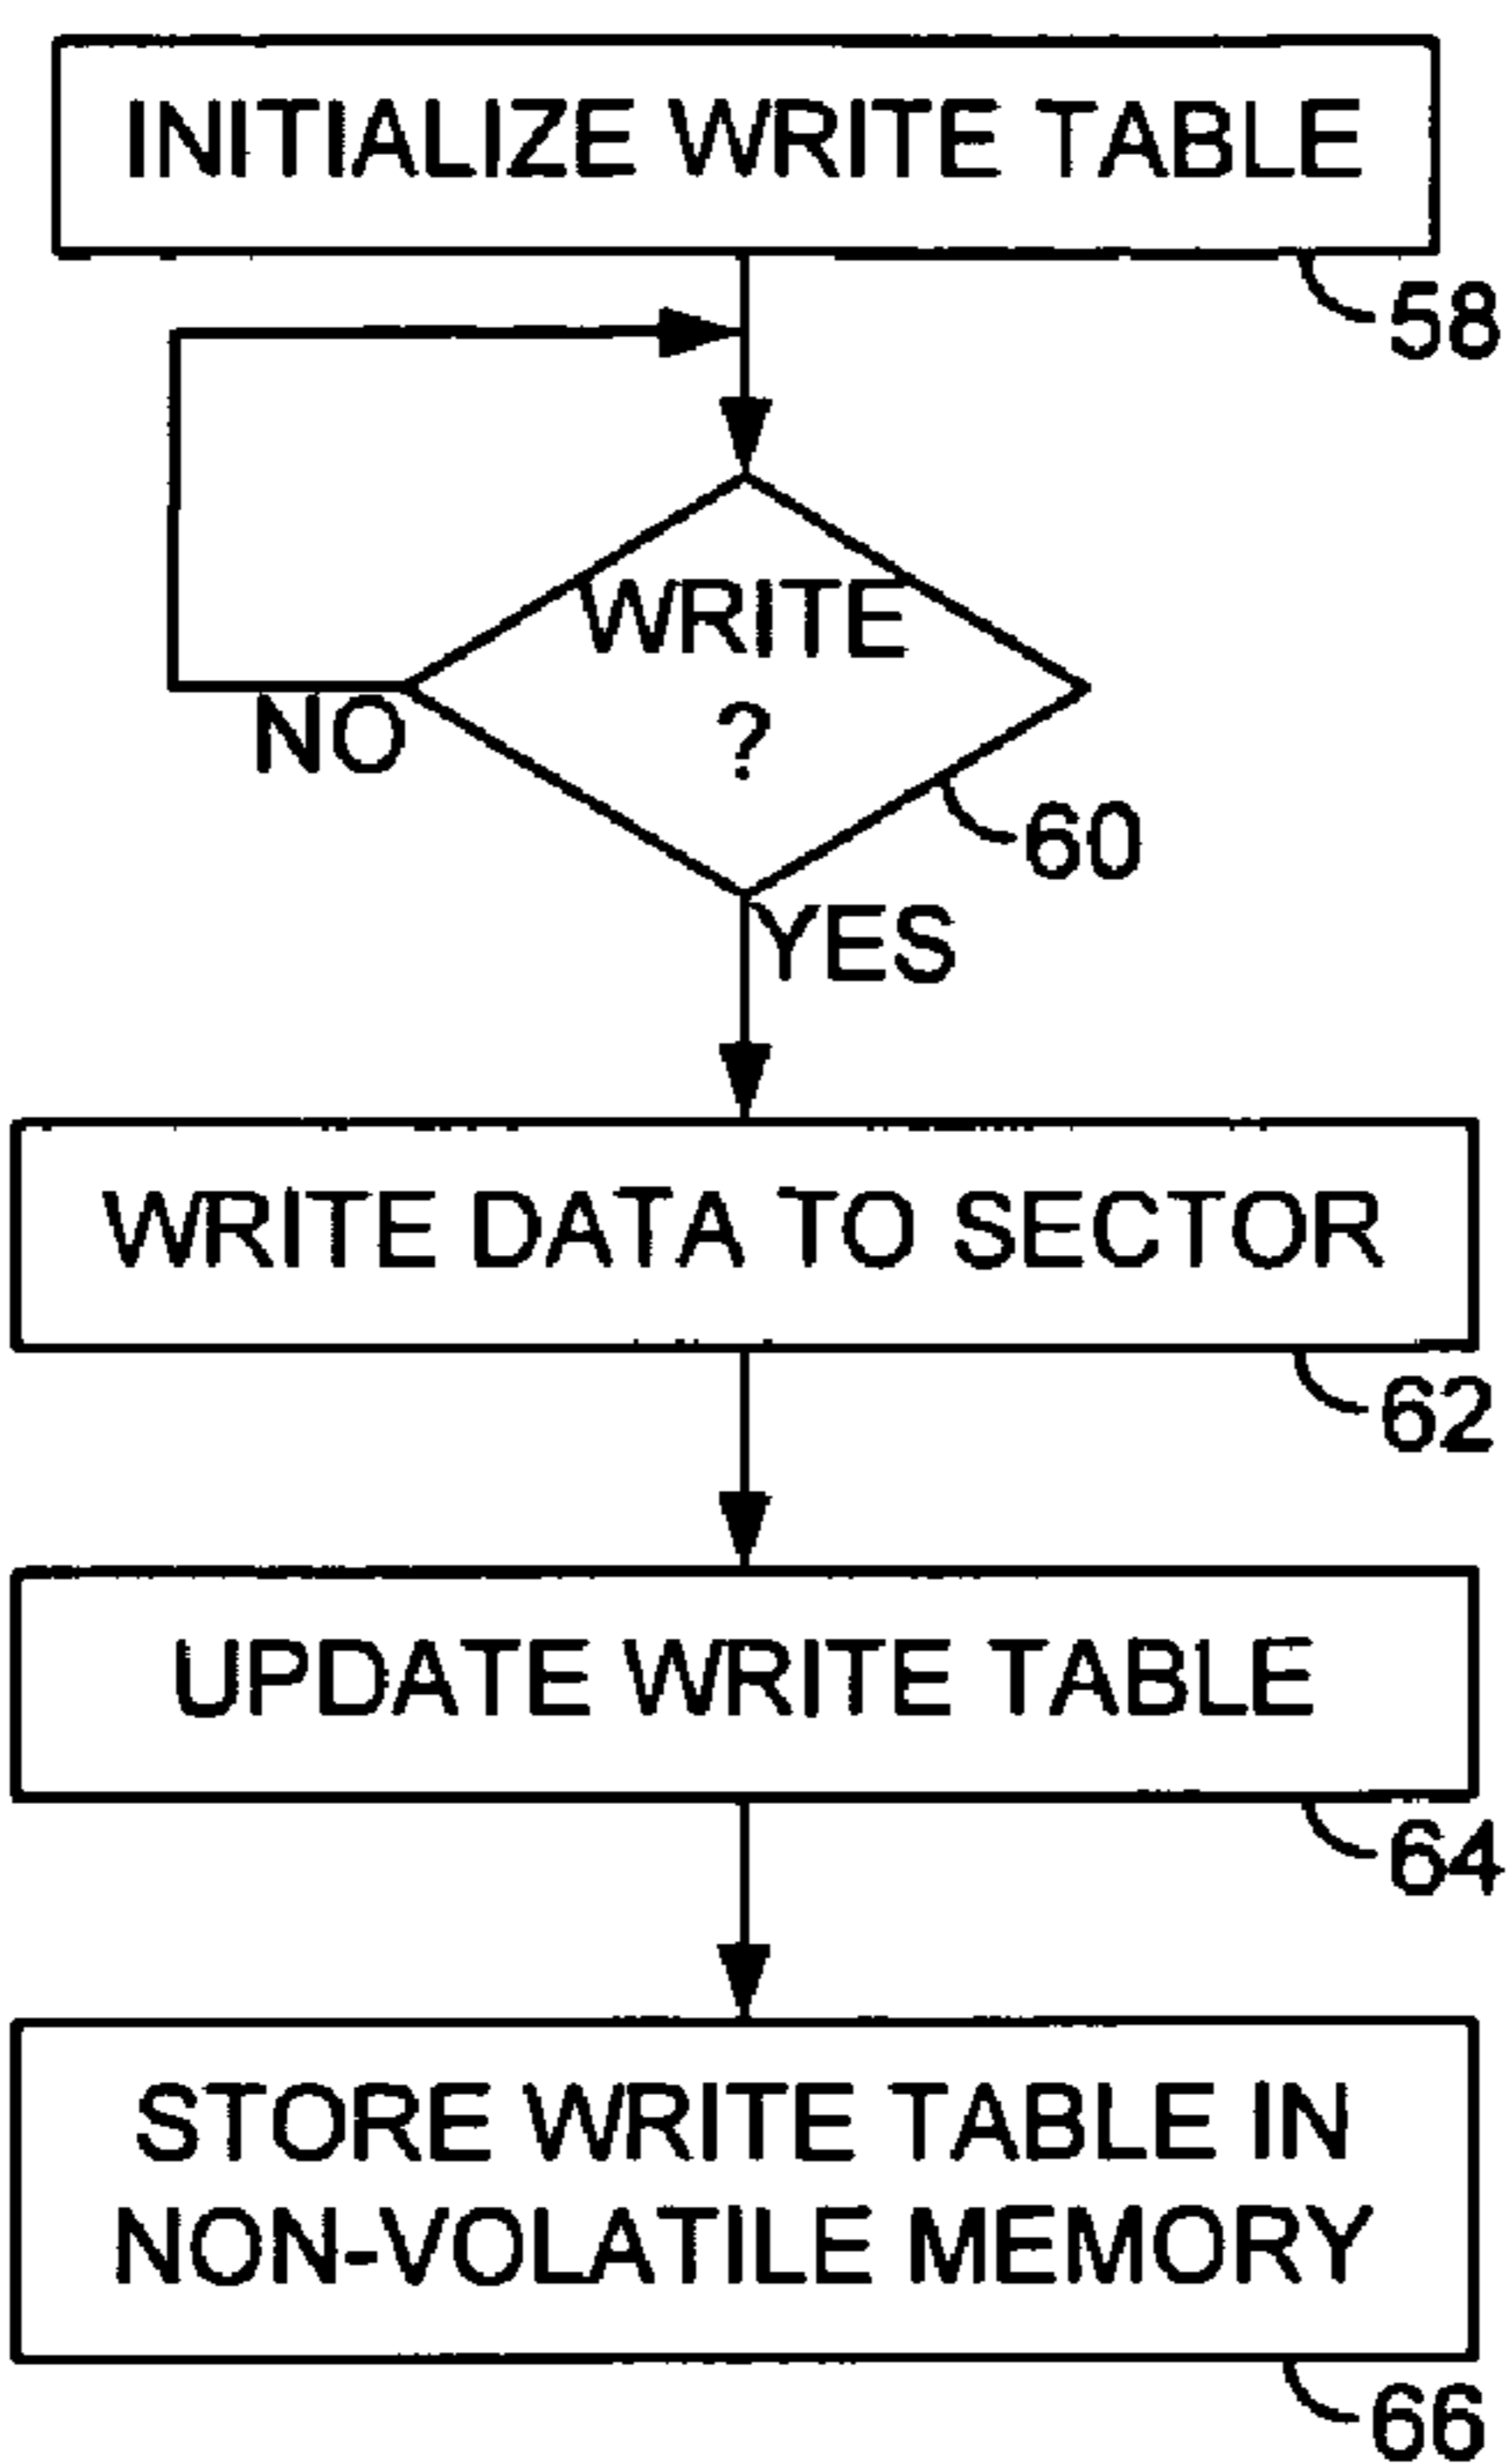 INITIALIZE WRITE TABLE
58
WRITE
?
NO
60
YES
WRITE DATA TO SECTOR
62
UPDATE WRITE TABLE
64
STORE WRITE TABLE IN
NON-VOLATILE MEMORY
66